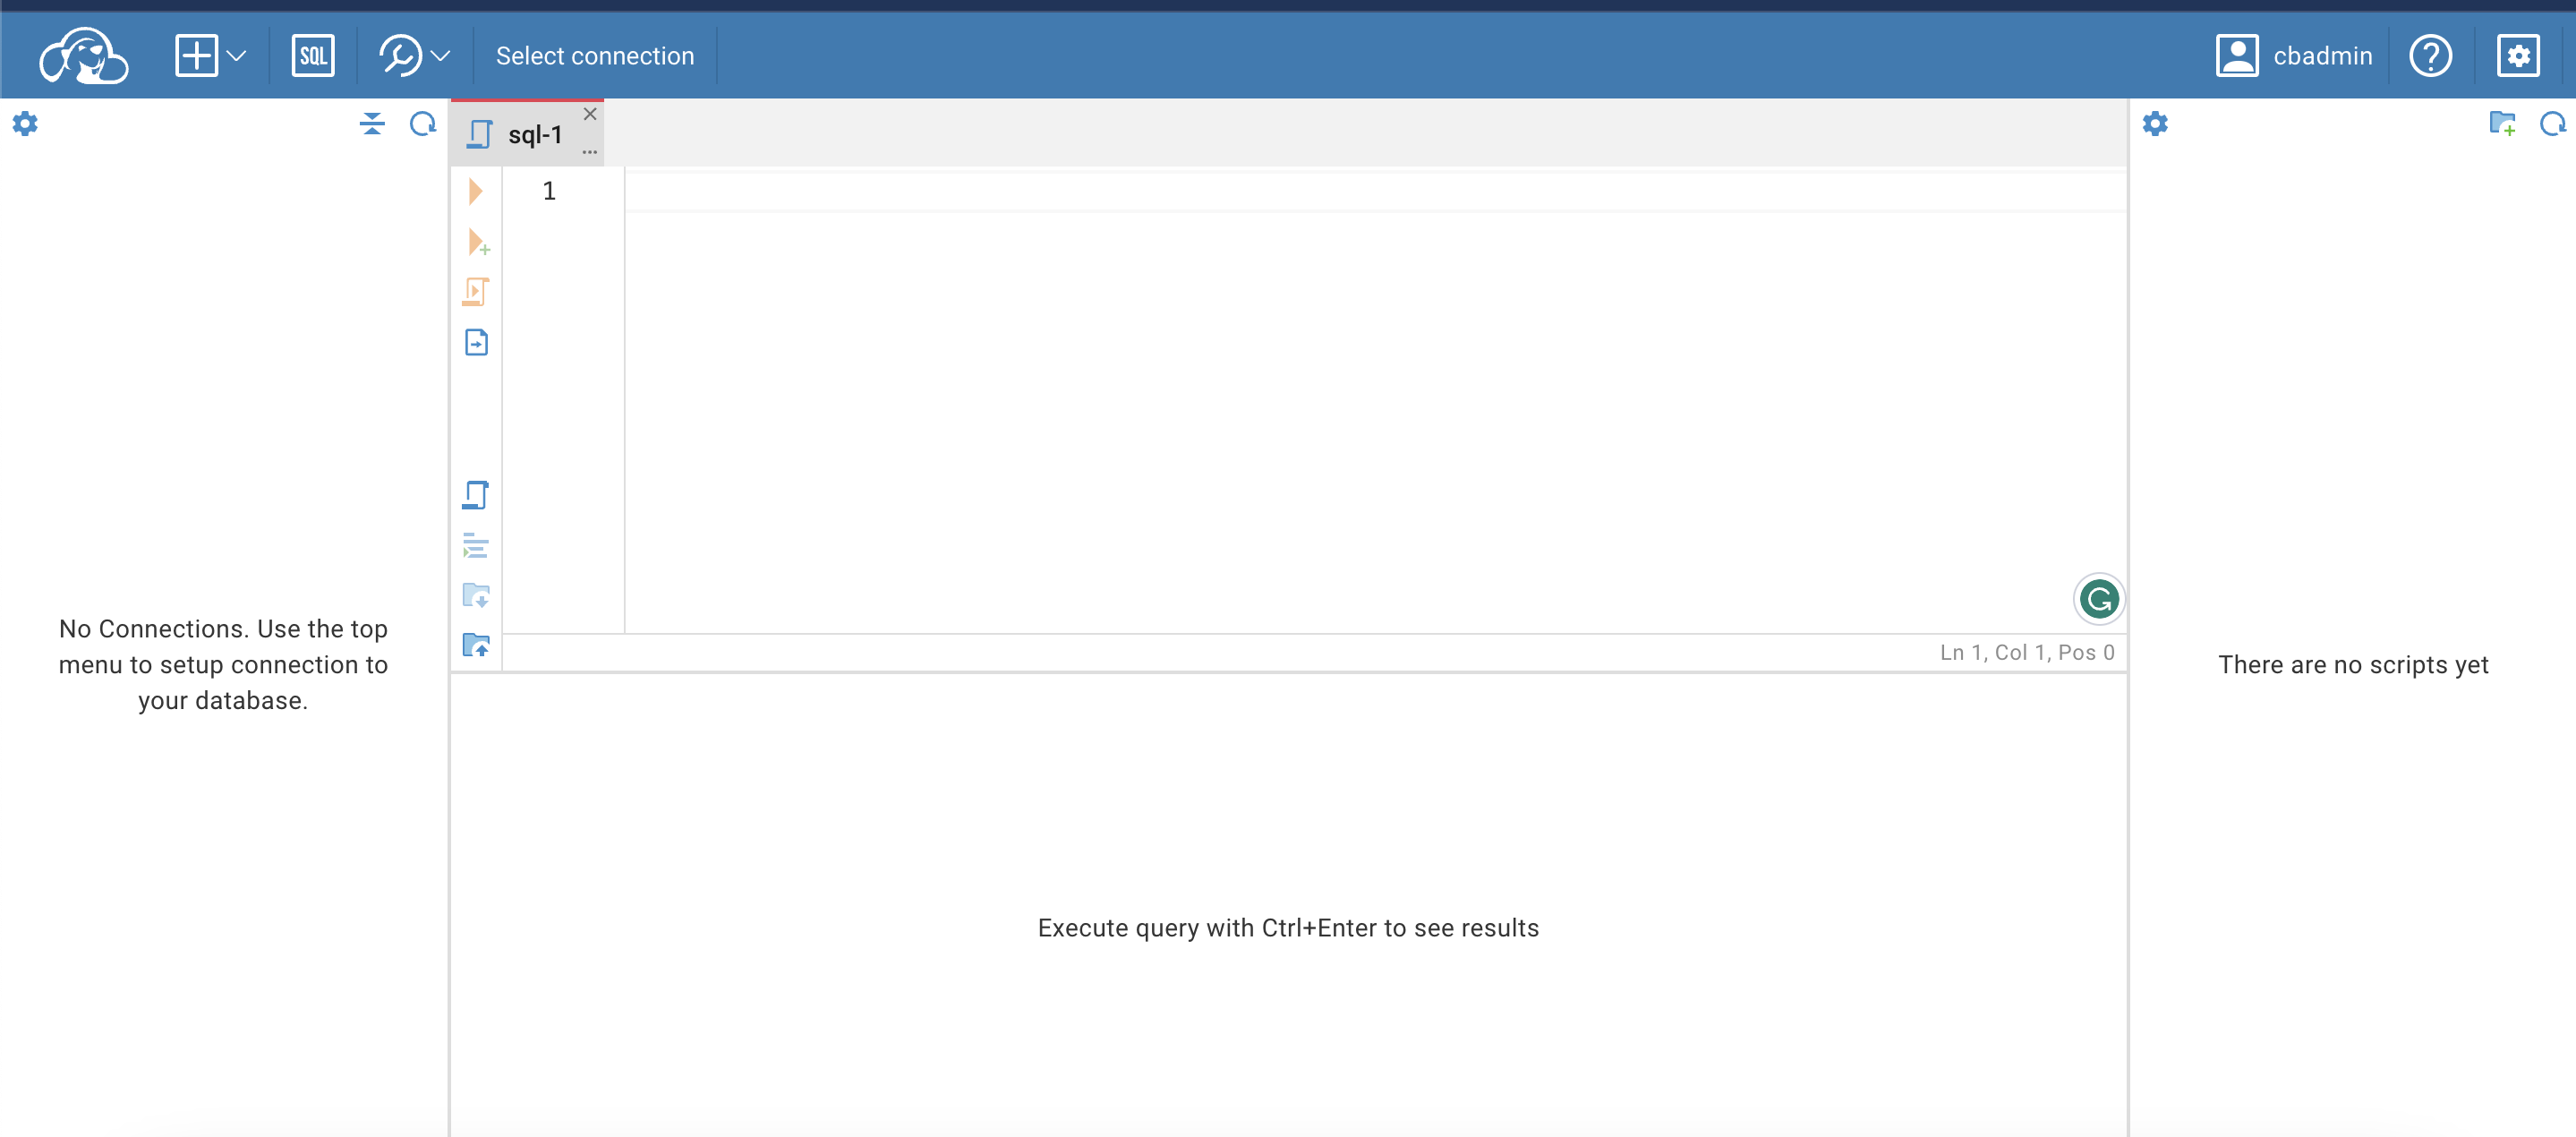 SQL
Select connection
cbadmin
sql-1
1
Ln 1, Col 1, Pos 0
No Connections. Use the top
menu to setup connection to
your database.
There are no scripts yet
Execute query with Ctrl+Enter to see results